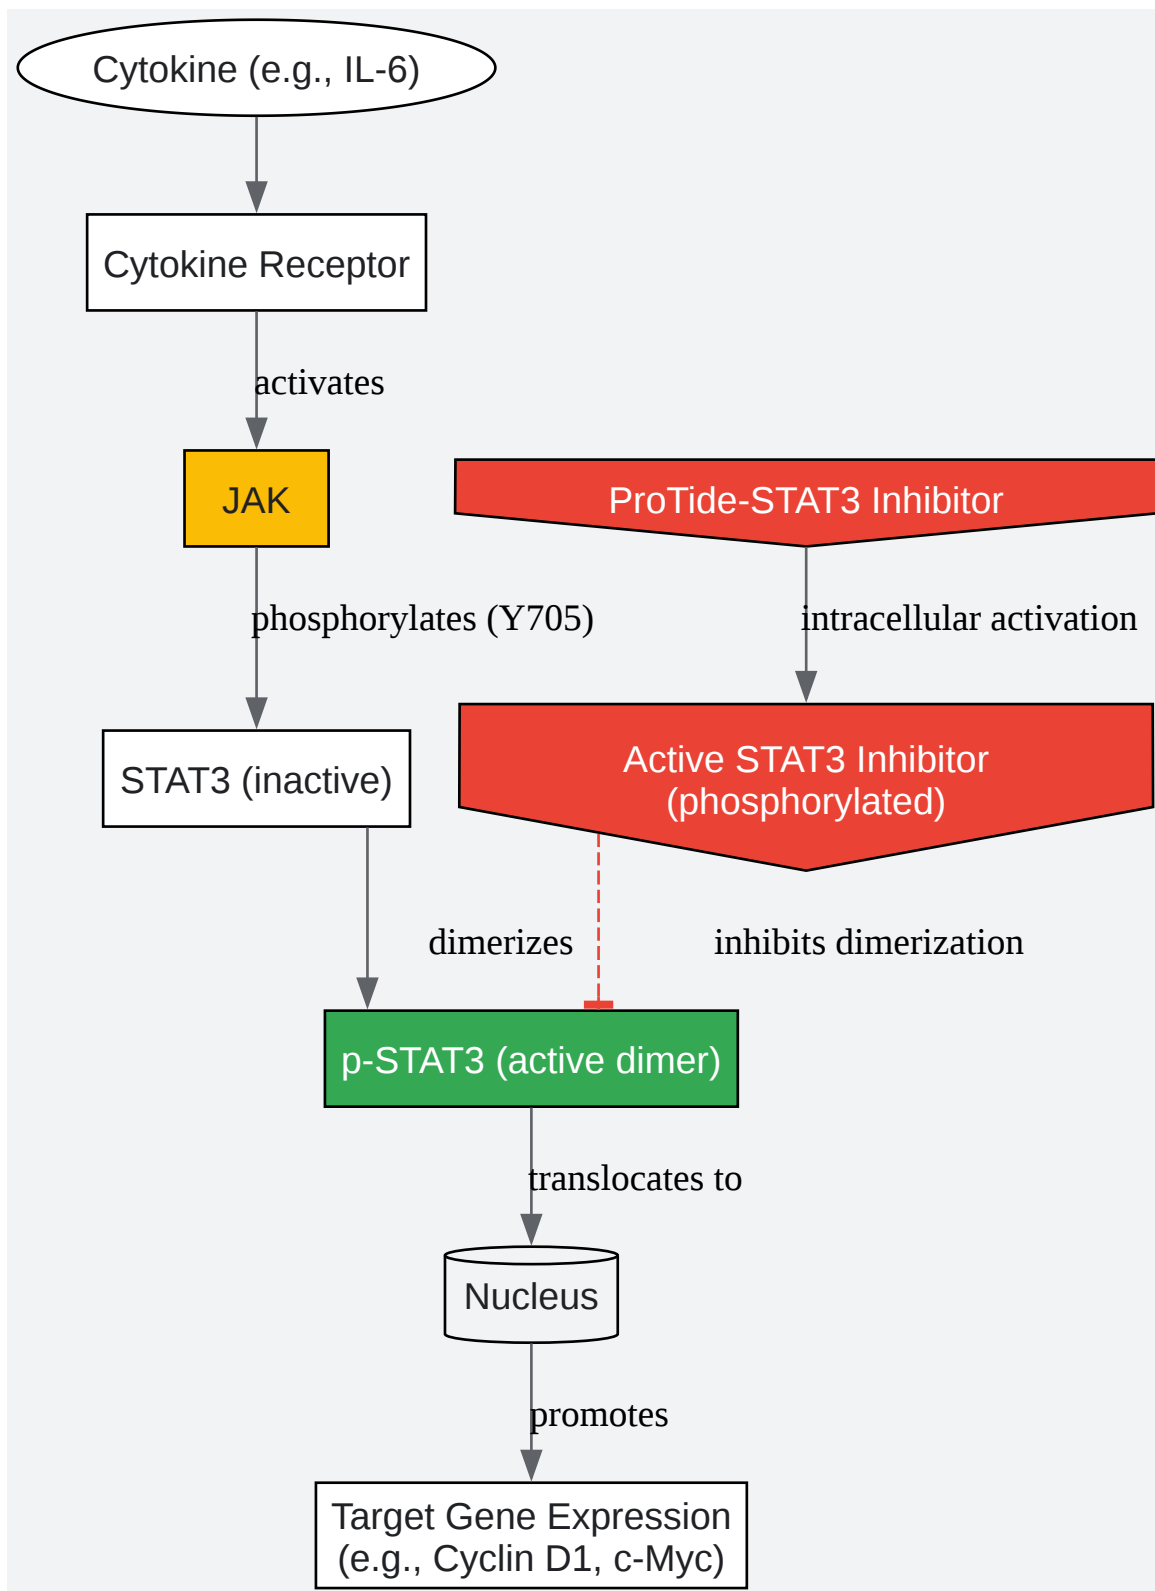 Cytokine (e.g., IL-6)
Cytokine Receptor
activates
JAK
ProTide-STAT3 Inhibitor
phosphorylates (Y705)
intracellular activation
STAT3 (inactive)
Active STAT3 Inhibitor
(phosphorylated)
dimerizes
inhibits dimerization
p-STAT3 (active dimer)
translocates to
Nucleus
promotes
Target Gene Expression
(e.g., Cyclin D1, c-Myc)